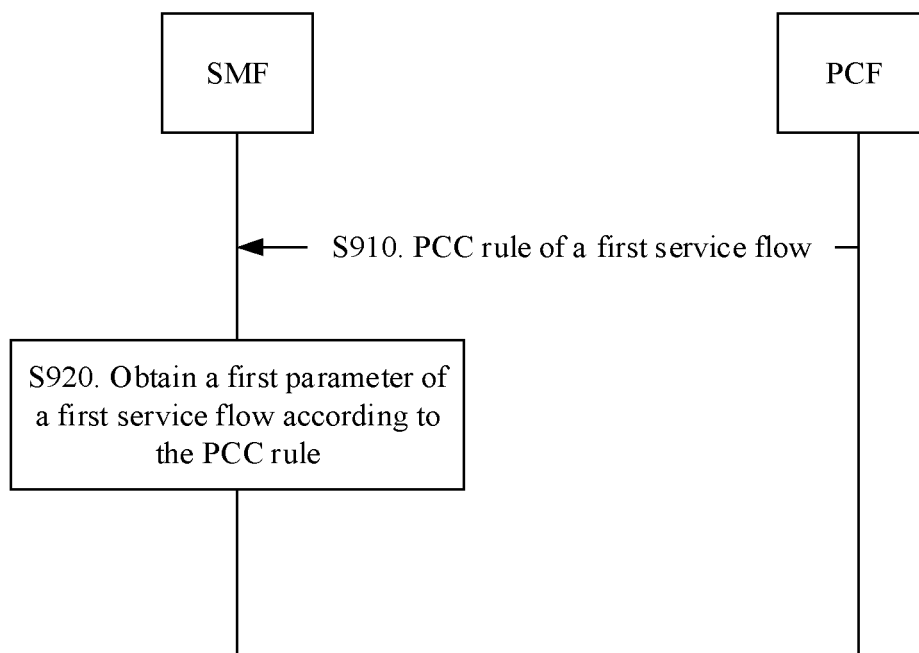 SMF
PCF
S910. PCC rule of a first service flow
S920. Obtain a first parameter of
a first service flow according to
the PCC rule